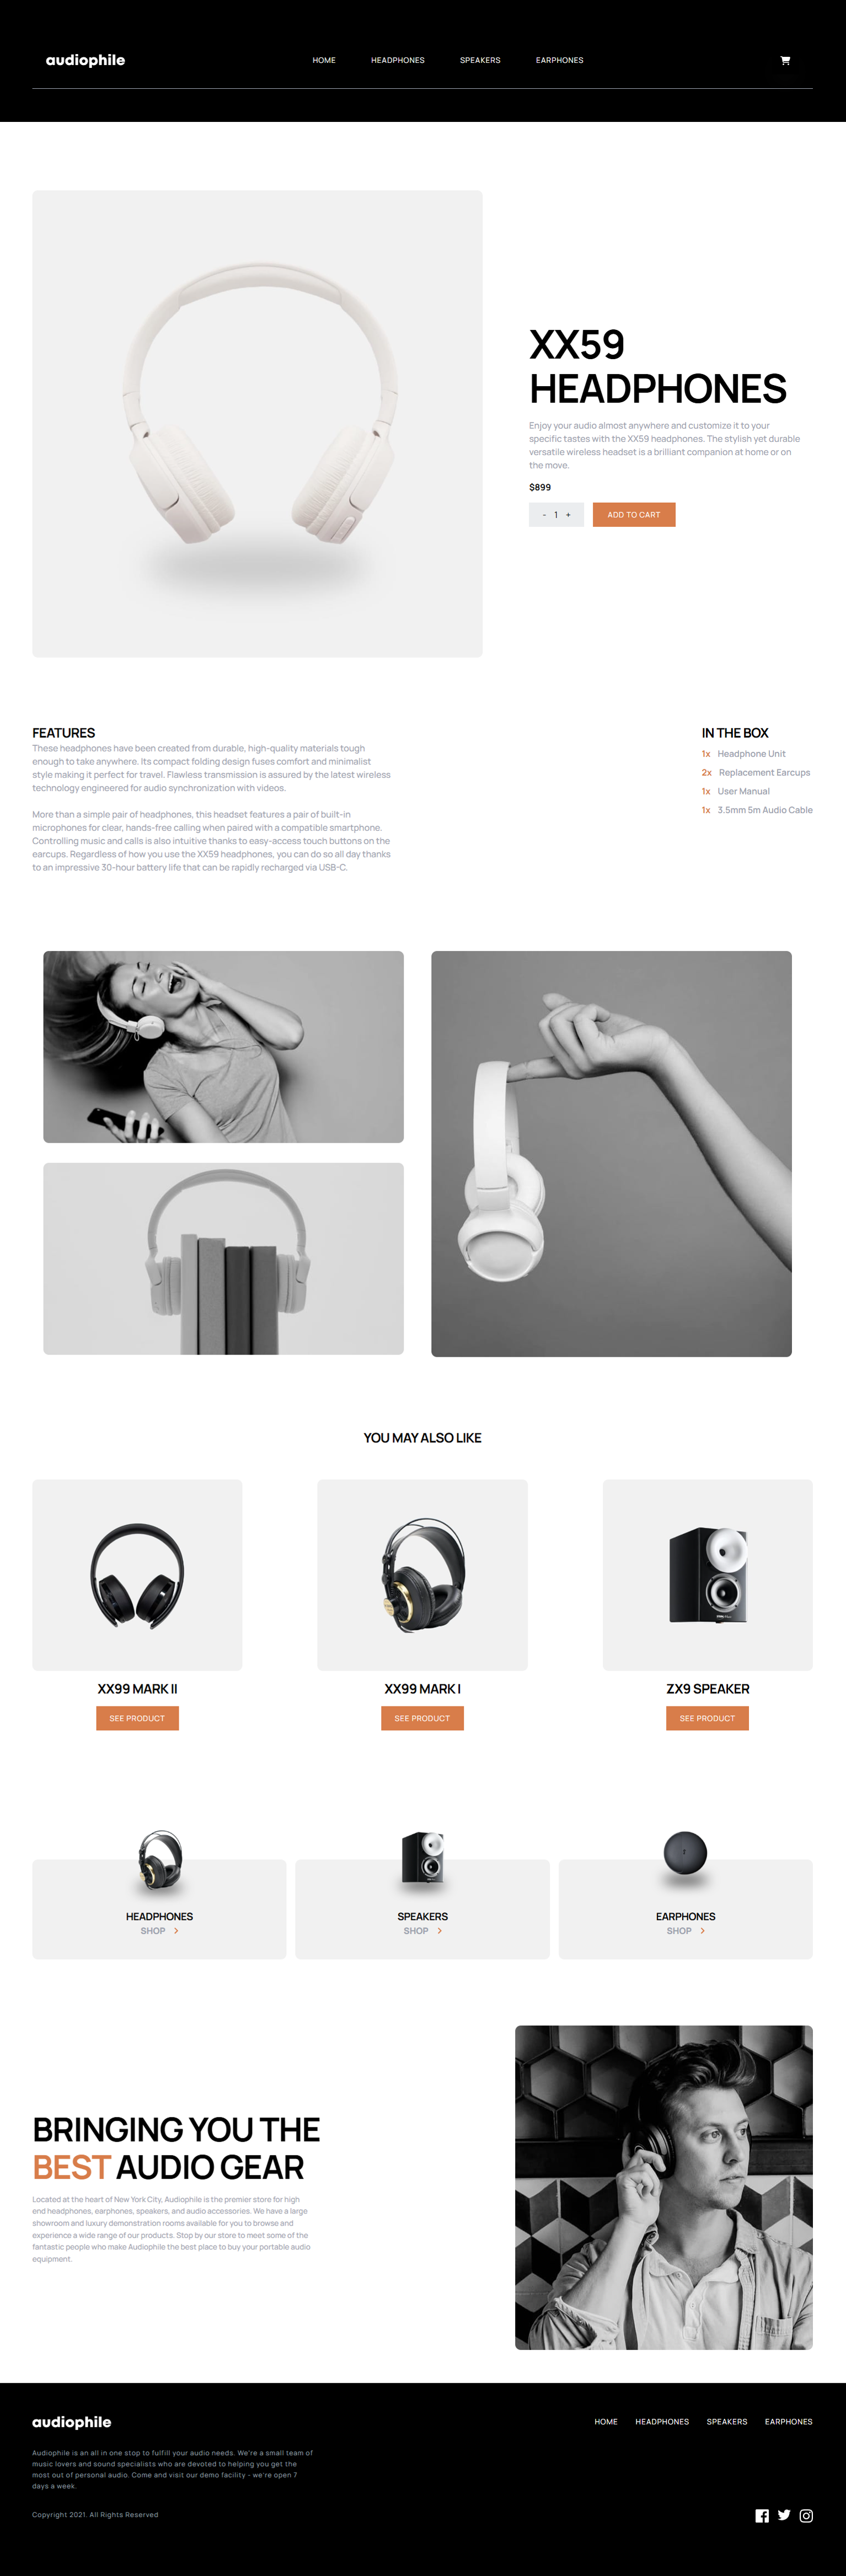 audiophile
HOME HEADPHONES SPEAKERS EARPHONES
XX59
HEADPHONES
Enjoy your audio almost anywhere and customize it to your
specific tastes with the XX59 headphones. The stylish yet durable
versatile wireless headset is a brilliant companion at home or on
the move.
$899
- 1 +
ADD TO CART
FEATURES
These headphones have been created from durable, high-quality materials tough
enough to take anywhere. Its compact folding design fuses comfort and minimalist
style making it perfect for travel. Flawless transmission is assured by the latest wireless
technology engineered for audio synchronization with videos.
More than a simple pair of headphones, this headset features a pair of built-in
microphones for clear, hands-free calling when paired with a compatible smartphone.
Controlling music and calls is also intuitive thanks to easy-access touch buttons on the
earcups. Regardless of how you use the XX59 headphones, you can do so all day thanks
to an impressive 30-hour battery life that can be rapidly recharged via USB-C.
IN THE BOX
1x Headphone Unit
2x Replacement Earcups
1x User Manual
1x 3.5mm 5m Audio Cable
YOU MAY ALSO LIKE
XX99 MARK II
SEE PRODUCT
XX99 MARK I
SEE PRODUCT
ZX9 SPEAKER
SEE PRODUCT
HEADPHONES
SHOP
SPEAKERS
SHOP
EARPHONES
SHOP
BRINGING YOU THE
BEST AUDIO GEAR
Located at the heart of New York City, Audiophile is the premier store for high
end headphones, earphones, speakers, and audio accessories. We have a large
showroom and luxury demonstration rooms available for you to browse and
experience a wide range of our products. Stop by our store to meet some of the
fantastic people who make Audiophile the best place to buy your portable audio
equipment.
audiophile
HOME HEADPHONES SPEAKERS EARPHONES
Audiophile is an all in one stop to fulfill your audio needs. We're a small team of
music lovers and sound specialists who are devoted to helping you get the
most out of personal audio. Come and visit our demo facility - we're open 7
days a week.
Copyright 2021. All Rights Reserved